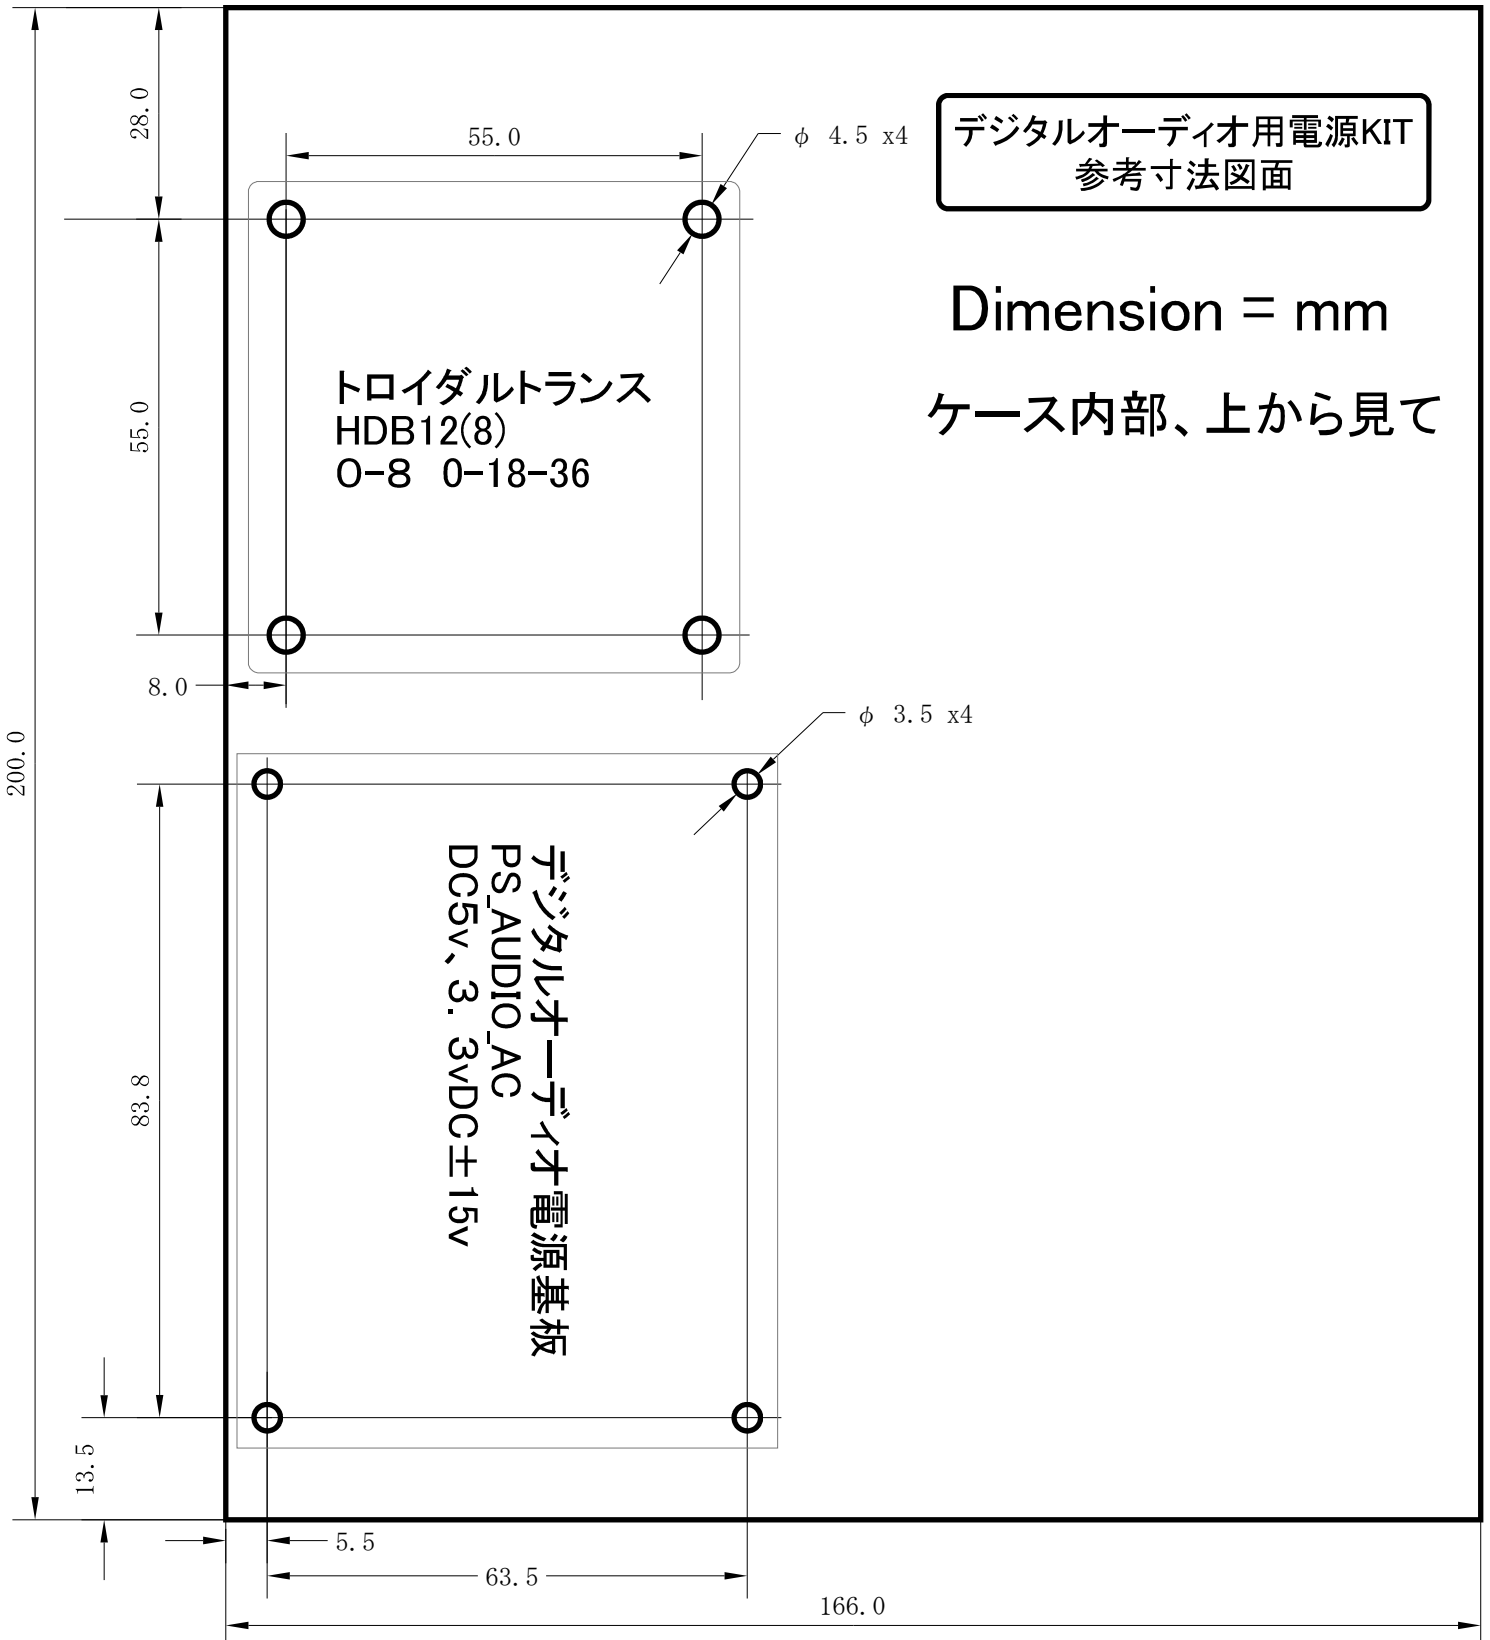 28.0
55.0
φ 4.5 x4
デジタルオーディオ用電源KIT
参考寸法図面
Dimension = mm
ケース内部、上から見て
55.0
トロイダルトランス
HDB12(8)
O-8 0-18-36
8.0
200.0
φ 3.5 x4
デジタルオーディオ電源基板
PS_AUDIO_AC
DC5v、3．3vDC±15v
83.8
13.5
5.5
63.5
166.0